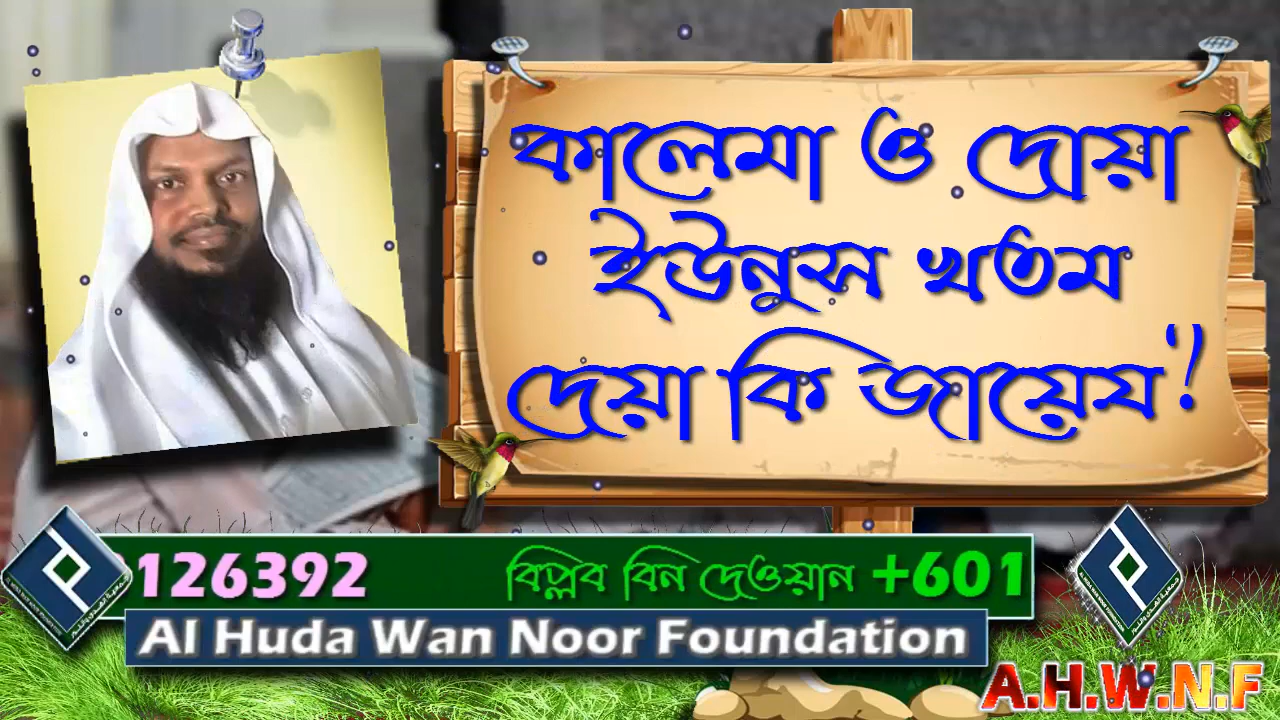 কালেমা ও দোয়া
ইউনুস খতম
দেয়া কি জায়েয?
126392 বিপ্লব বিন দেওয়ান +601
Al Huda Wan Noor Foundation
A.H.W.N.F